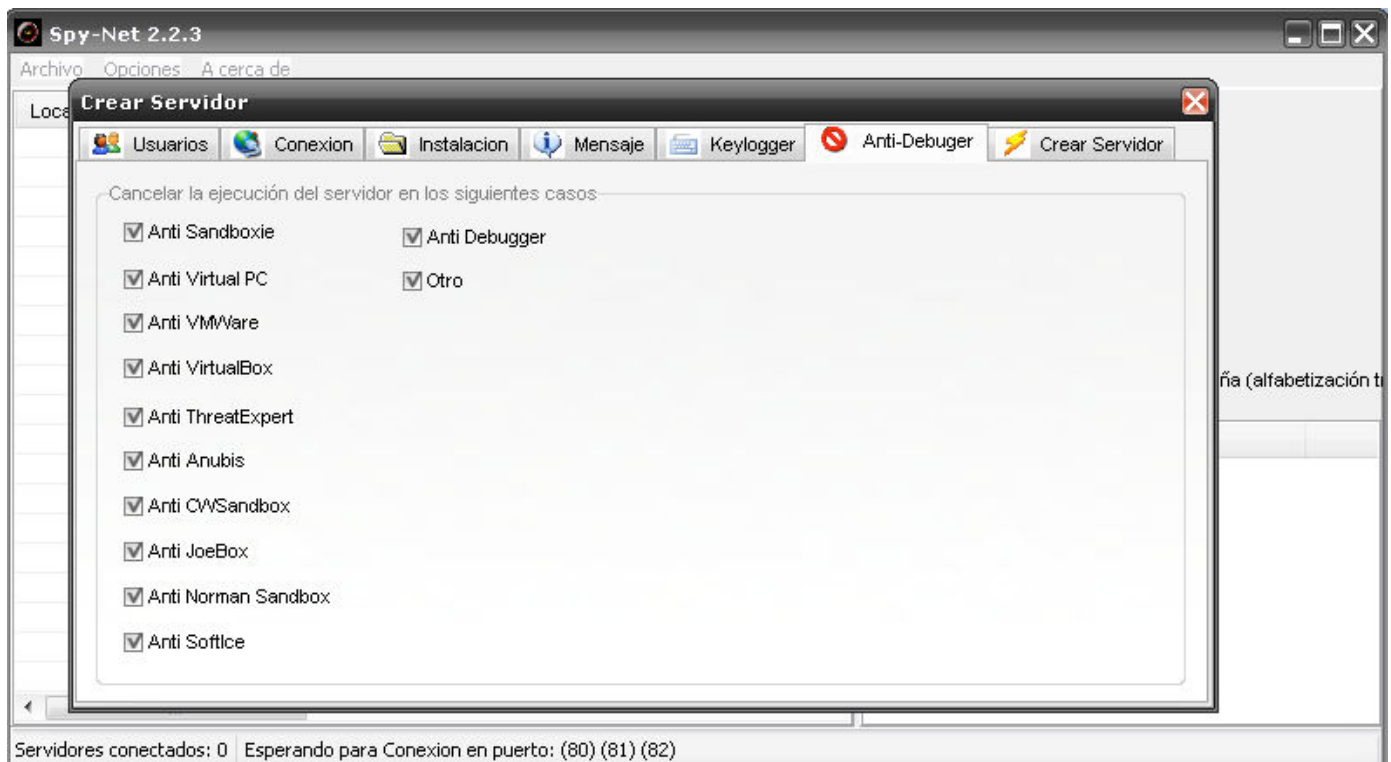 Spy-Net 2.2.3
Archivo Opciones A cerca de
Crear Servidor
Usuarios Conexion Instalacion Mensaje Keylogger Anti-Debuger Crear Servidor
Cancelar la ejecución del servidor en los siguientes casos
Anti Sandboxie
Anti Debugger
Anti Virtual PC
Otro
Anti VMWare
Anti VirtualBox
Anti ThreatExpert
Anti Anubis
Anti CWSandbox
Anti JoeBox
Anti Norman Sandbox
Anti SoftIce
(alfabetización
Servidores conectados: 0 Esperando para Conexion en puerto: (80) (81) (82)